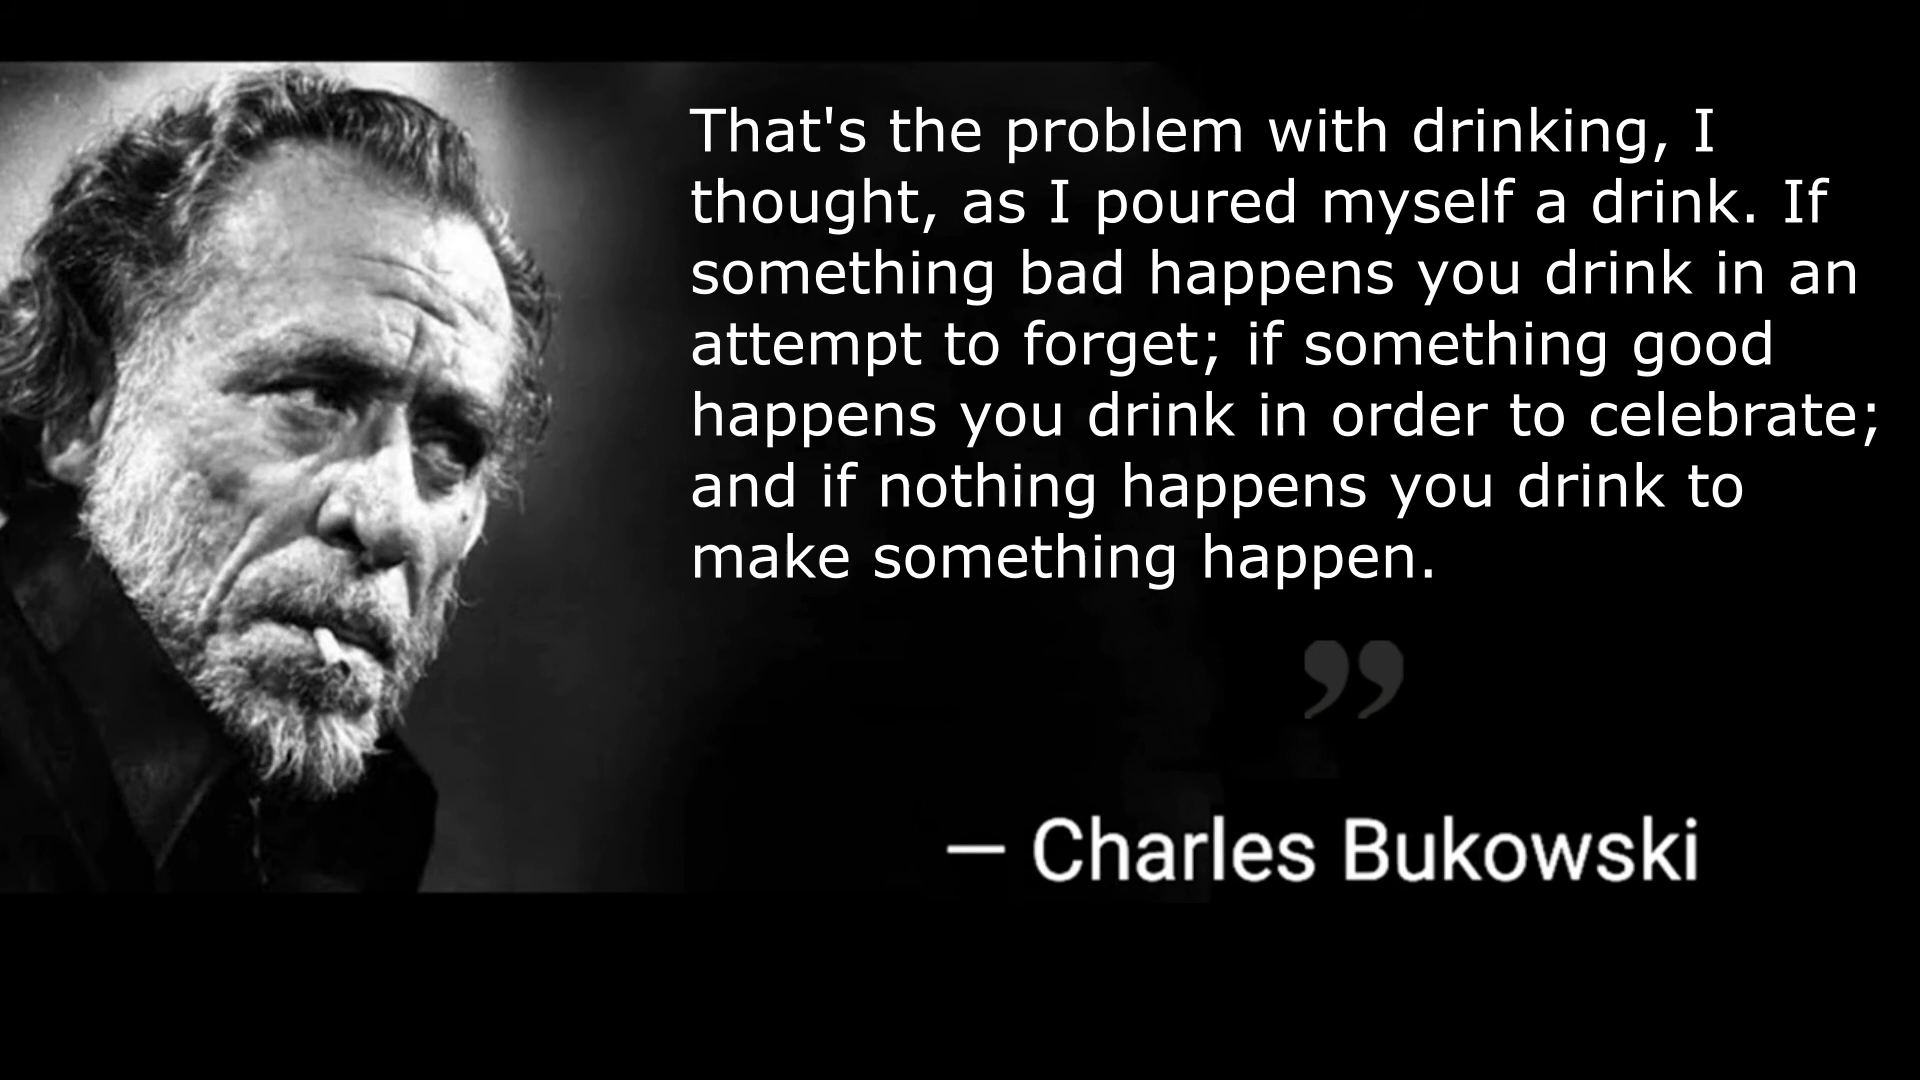 That's the problem with drinking, I
thought, as I poured myself a drink. If
something bad happens you drink in an
attempt to forget; if something good
happens you drink in order to celebrate;
and if nothing happens you drink to
make something happen.
”
— Charles Bukowski